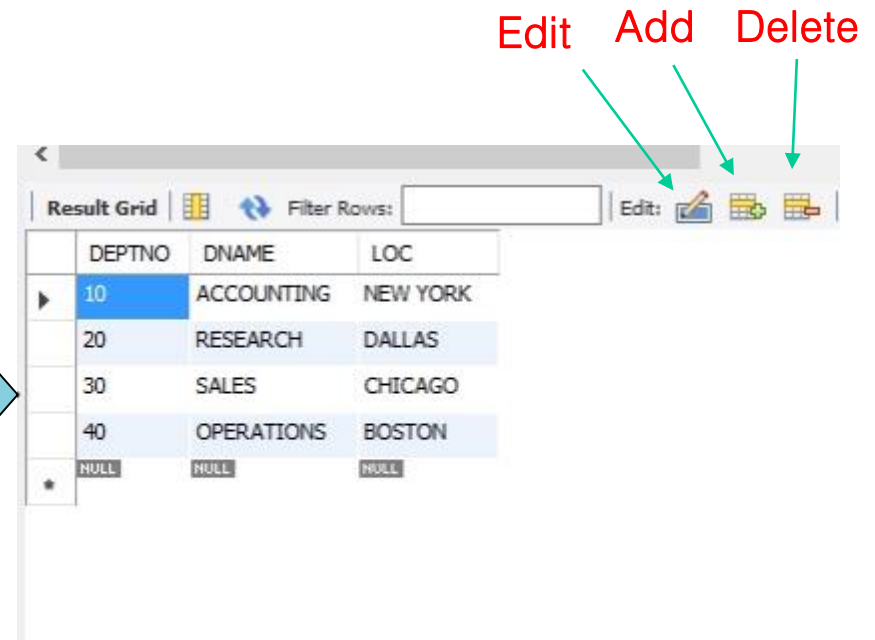 Edit Add Delete
Result Grid Filter Rows: Edit:
DEPTNO DNAME LOC
10 ACCOUNTING NEW YORK
20 RESEARCH DALLAS
30 SALES CHICAGO
40 OPERATIONS BOSTON
NULL NULL NULL